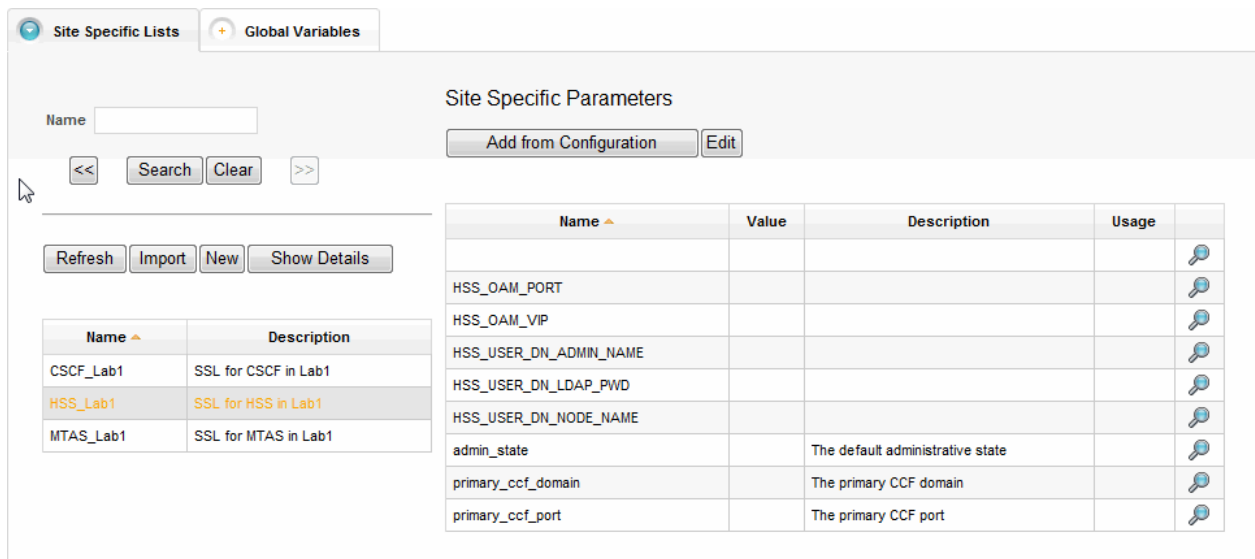 Site Specific Lists
Global Variables
Name
<<
Search
Clear
>>
Refresh
Import
New
Show Details
Name
Description
CSCF_Lab1
SSL for CSCF in Lab1
HSS_Lab1
SSL for HSS in Lab1
MTAS_Lab1
SSL for MTAS in Lab1
Site Specific Parameters
Add from Configuration
Edit
Name
Value
Description
Usage
HSS_OAM_PORT
HSS_OAM_VIP
HSS_USER_DN_ADMIN_NAME
HSS_USER_DN_LDAP_PWD
HSS_USER_DN_NODE_NAME
admin_state
The default administrative state
primary_ccf_domain
The primary CCF domain
primary_ccf_port
The primary CCF port